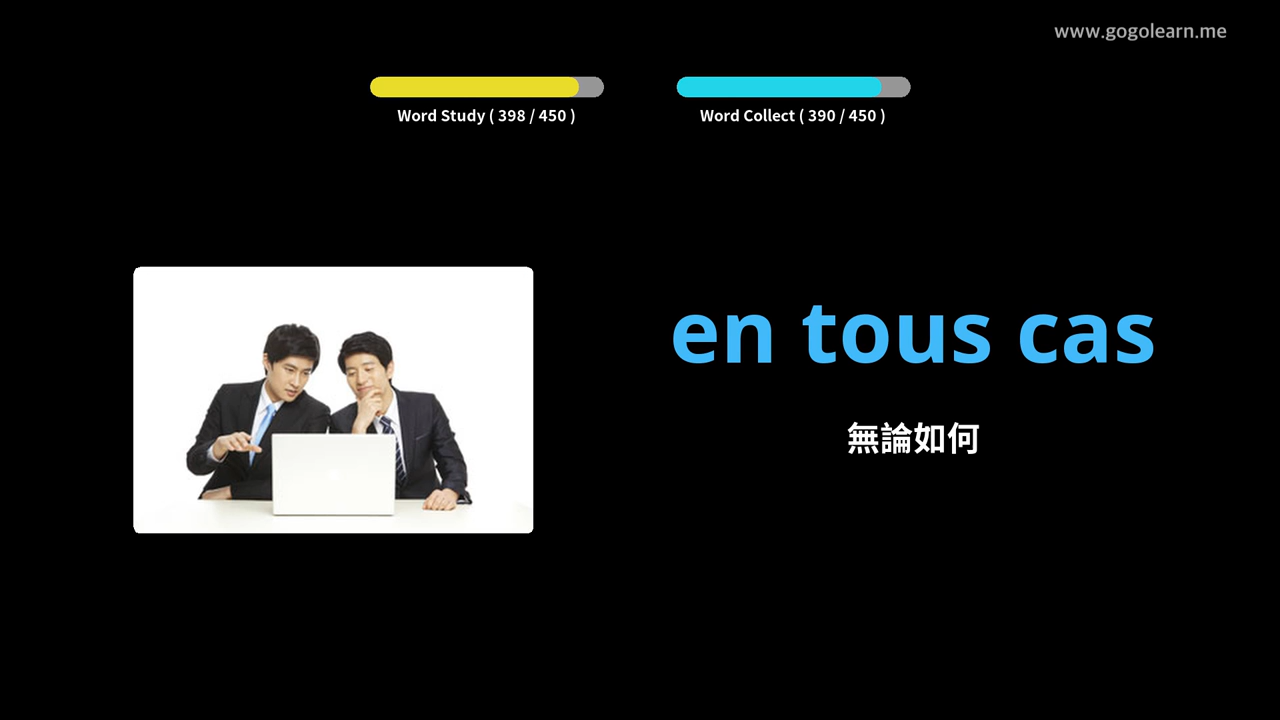 www.gogolearn.me
Word Study ( 398 / 450 )
Word Collect ( 390 / 450 )
en tous cas
無論如何